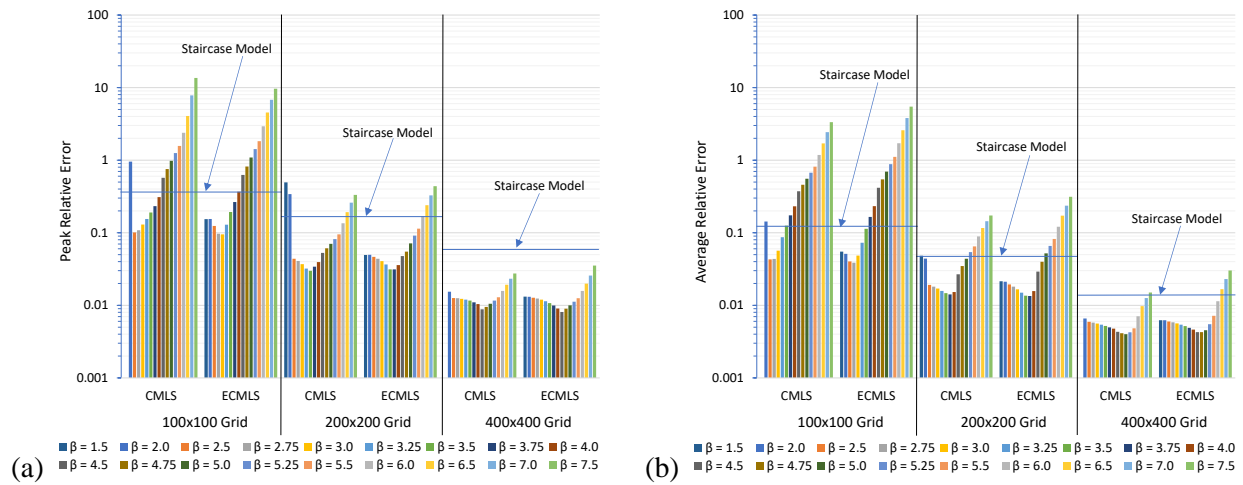 100
10
1
0.1
0.01
0.001
Peak Relative Error
Staircase Model
Staircase Model
Staircase Model
CMLS ECMLS CMLS ECMLS CMLS ECMLS
100x100 Grid 200x200 Grid 400x400 Grid
β = 1.5 β = 2.0 β = 2.5 β = 2.75 β = 3.0 β = 3.25 β = 3.5 β = 3.75 β = 4.0
β = 4.5 β = 4.75 β = 5.0 β = 5.25 β = 5.5 β = 6.0 β = 6.5 β = 7.0 β = 7.5
(a)
100
10
1
0.1
0.01
0.001
Average Relative Error
Staircase Model
Staircase Model
Staircase Model
CMLS ECMLS CMLS ECMLS CMLS ECMLS
100x100 Grid 200x200 Grid 400x400 Grid
β = 1.5 β = 2.0 β = 2.5 β = 2.75 β = 3.0 β = 3.25 β = 3.5 β = 3.75 β = 4.0
β = 4.5 β = 4.75 β = 5.0 β = 5.25 β = 5.5 β = 6.0 β = 6.5 β = 7.0 β = 7.5
(b)